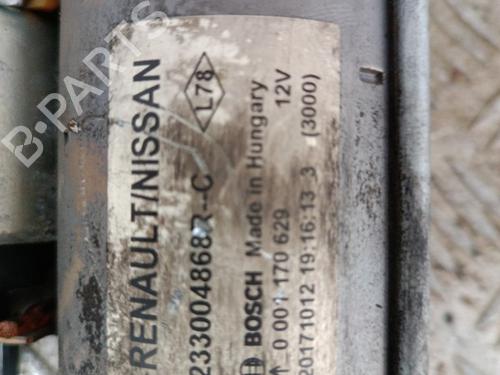 RENAULT/NISSAN
L78
233004868R--C
BOSCH Made in Hungary 12V
0 001 170 629
20171012 19:16:13 3 (3000)
B-PARTS